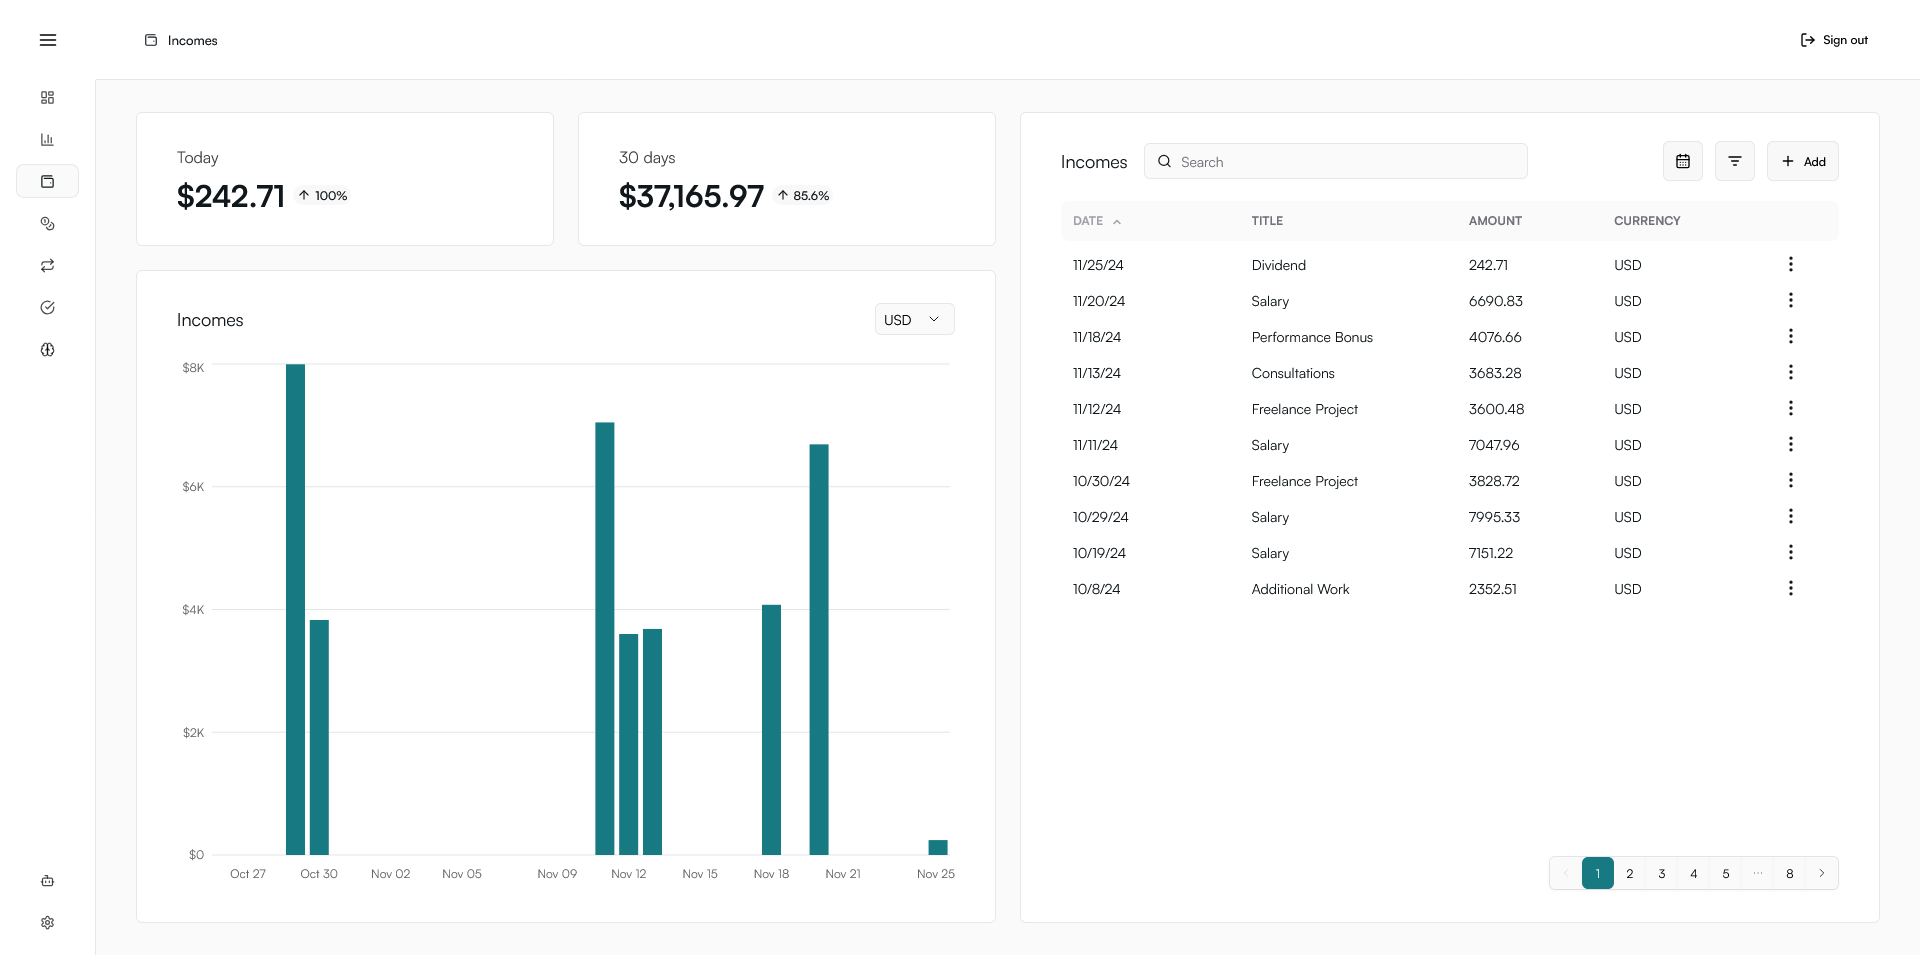 Incomes
Sign out
Today
$242.71 100%
30 days
$37,165.97 85.6%
Incomes
USD
$8K
$6K
$4K
$2K
$0
Oct 27 Oct 30 Nov 02 Nov 05 Nov 09 Nov 12 Nov 15 Nov 18 Nov 21 Nov 25
Incomes
Search
Add
DATE TITLE AMOUNT CURRENCY
11/25/24 Dividend 242.71 USD
11/20/24 Salary 6690.83 USD
11/18/24 Performance Bonus 4076.66 USD
11/13/24 Consultations 3683.28 USD
11/12/24 Freelance Project 3600.48 USD
11/11/24 Salary 7047.96 USD
10/30/24 Freelance Project 3828.72 USD
10/29/24 Salary 7995.33 USD
10/19/24 Salary 7151.22 USD
10/8/24 Additional Work 2352.51 USD
1 2 3 4 5 ··· 8